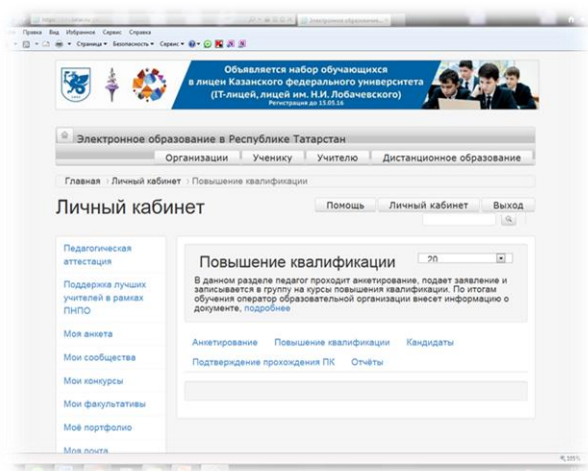 Правка Вид Избранное Сервис Справка
Страница Безопасность Сервис
Электронное образование...
Объявляется набор обучающихся
в лицеи Казанского федерального университета
(IT-лицей, лицей им. Н.И. Лобачевского)
Регистрация до 13.05.16
Электронное образование в Республике Татарстан
Организации Ученику Учителю Дистанционное образование
Главная Личный кабинет Повышение квалификации
Личный кабинет
Помощь Личный кабинет Выход
Педагогическая
аттестация
Поддержка лучших
учителей в рамках
ПНПО
Моя анкета
Мои сообщества
Мои конкурсы
Мои факультативы
Моё портфолио
Моя почта
Повышение квалификации 20
В данном разделе педагог проходит анкетирование, подает заявление и
записывается в группу на курсы повышения квалификации. По итогам
обучения оператор образовательной организации внесет информацию о
документе, подробнее
Анкетирование Повышение квалификации Кандидаты
Подтверждение прохождения ПК Отчёты